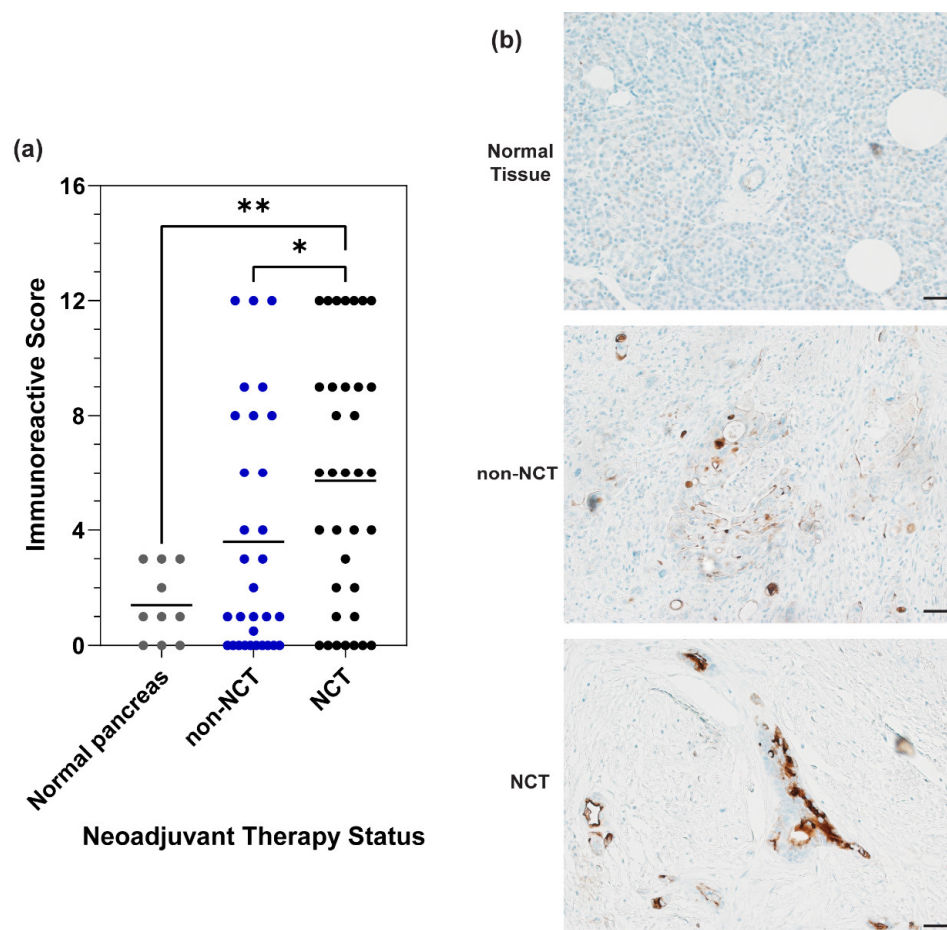 (a)
16
12
8
4
0
Immunoreactive Score
**
*
Normal pancreas
non-NCT
NCT
Neoadjuvant Therapy Status
(b)
Normal
Tissue
non-NCT
NCT